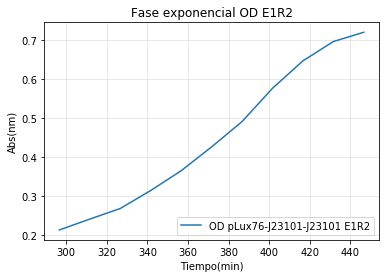 Fase exponencial OD E1R2
0.7
0.6
0.5
0.4
0.3
0.2
Abs(nm)
OD pLux76-J23101-J23101 E1R2
300 320 340 360 380 400 420 440
Tiempo(min)